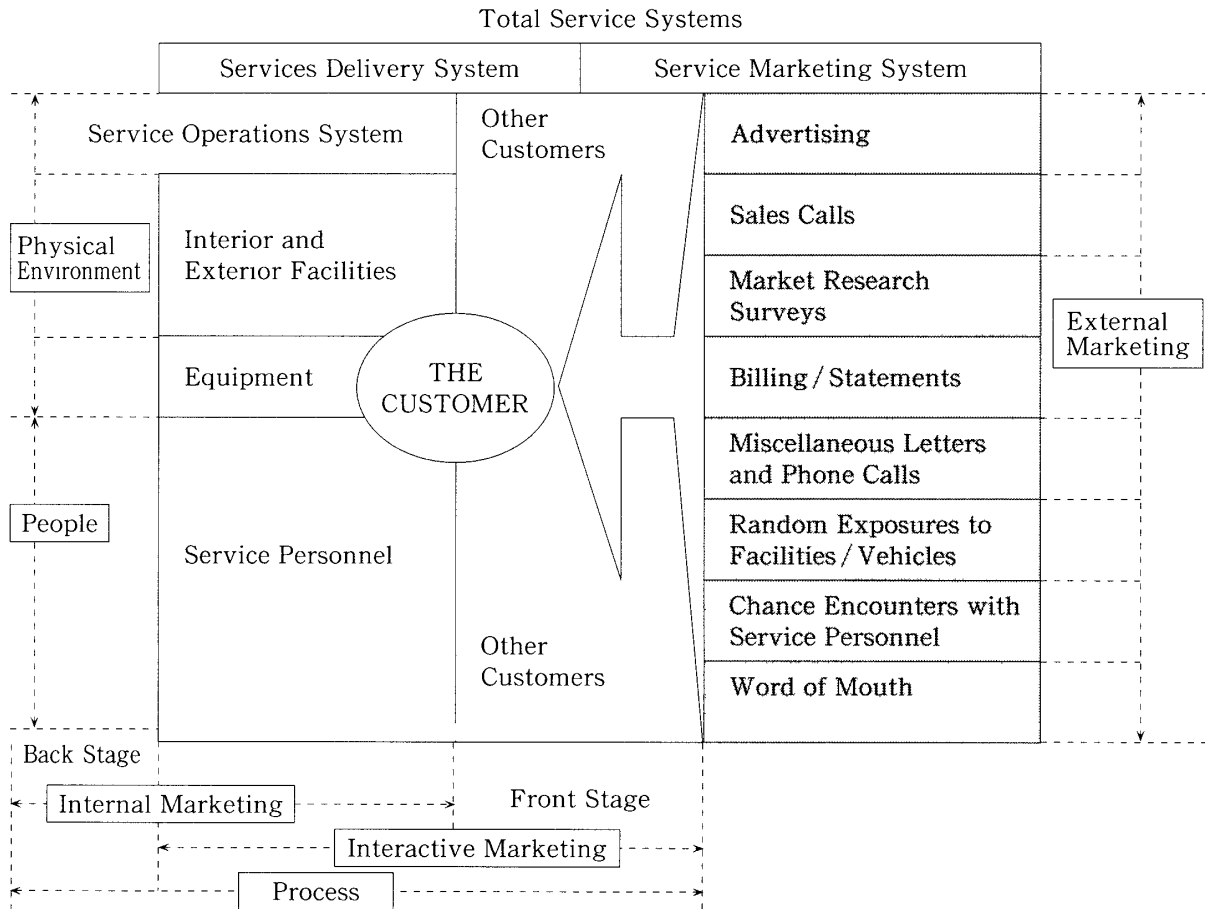 Total Service Systems
Services Delivery System
Service Marketing System
Service Operations System
Other
Customers
Advertising
Sales Calls
Physical
Environment
Interior and
Exterior Facilities
Market Research
Surveys
External
Marketing
Equipment
THE
CUSTOMER
Billing / Statements
Miscellaneous Letters
and Phone Calls
People
Service Personnel
Random Exposures to
Facilities / Vehicles
Other
Customers
Chance Encounters with
Service Personnel
Word of Mouth
Back Stage
Internal Marketing
Front Stage
Interactive Marketing
Process